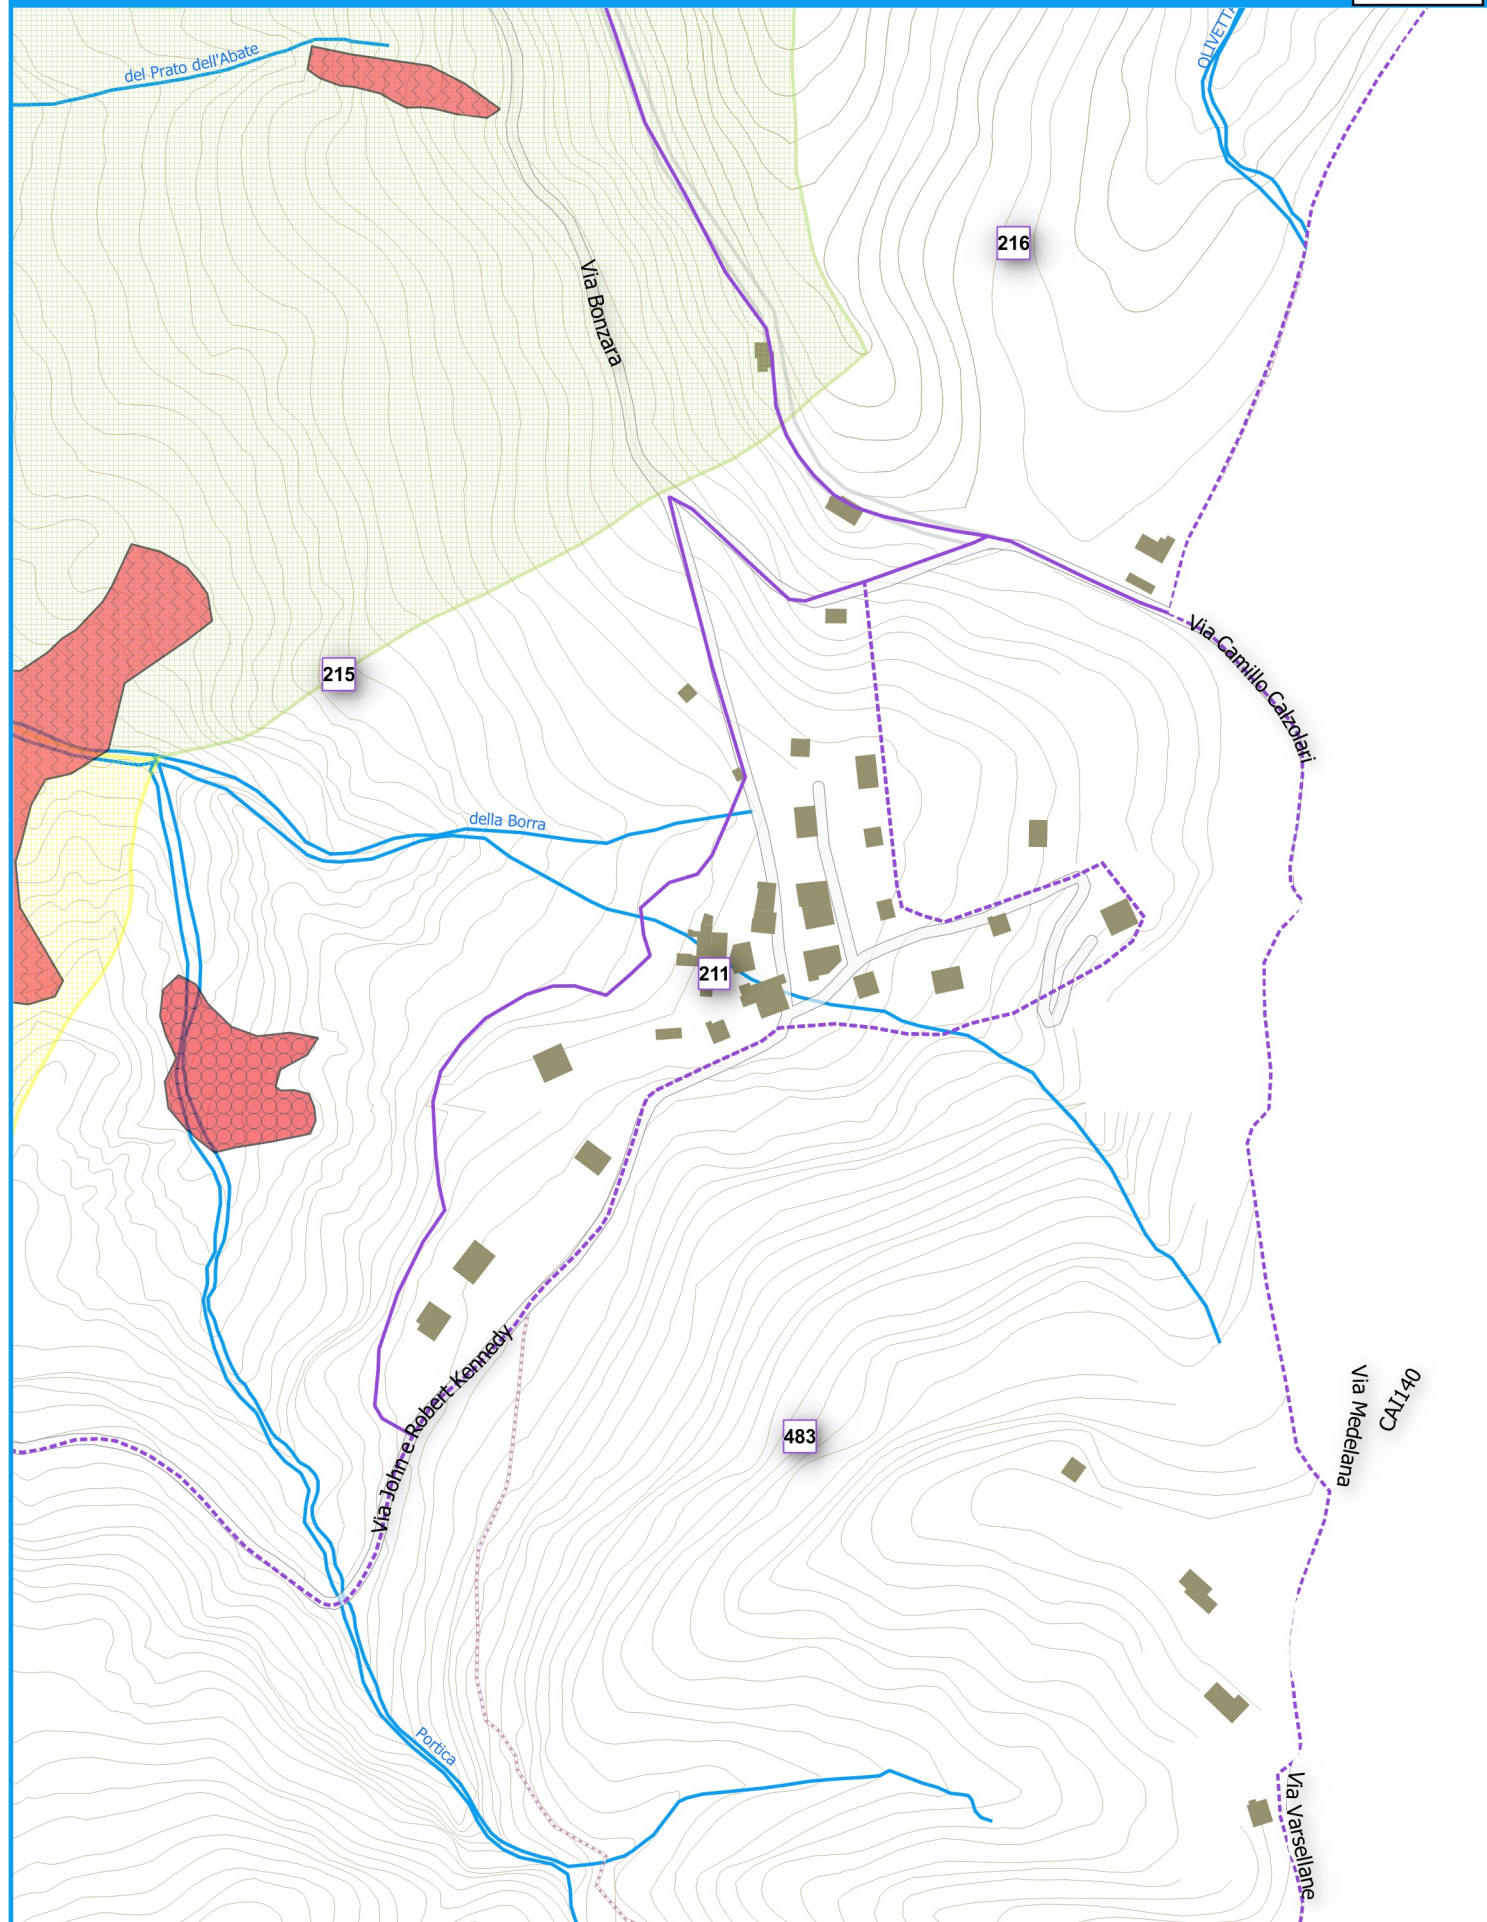 OLIVETTA
del Prato dell'Abate
216
Via Bonzara
Via Camillo Calzolari
215
della Borra
211
Via John e Robert Kennedy
Via Medelana
CAI140
483
Portica
Via Varsellane